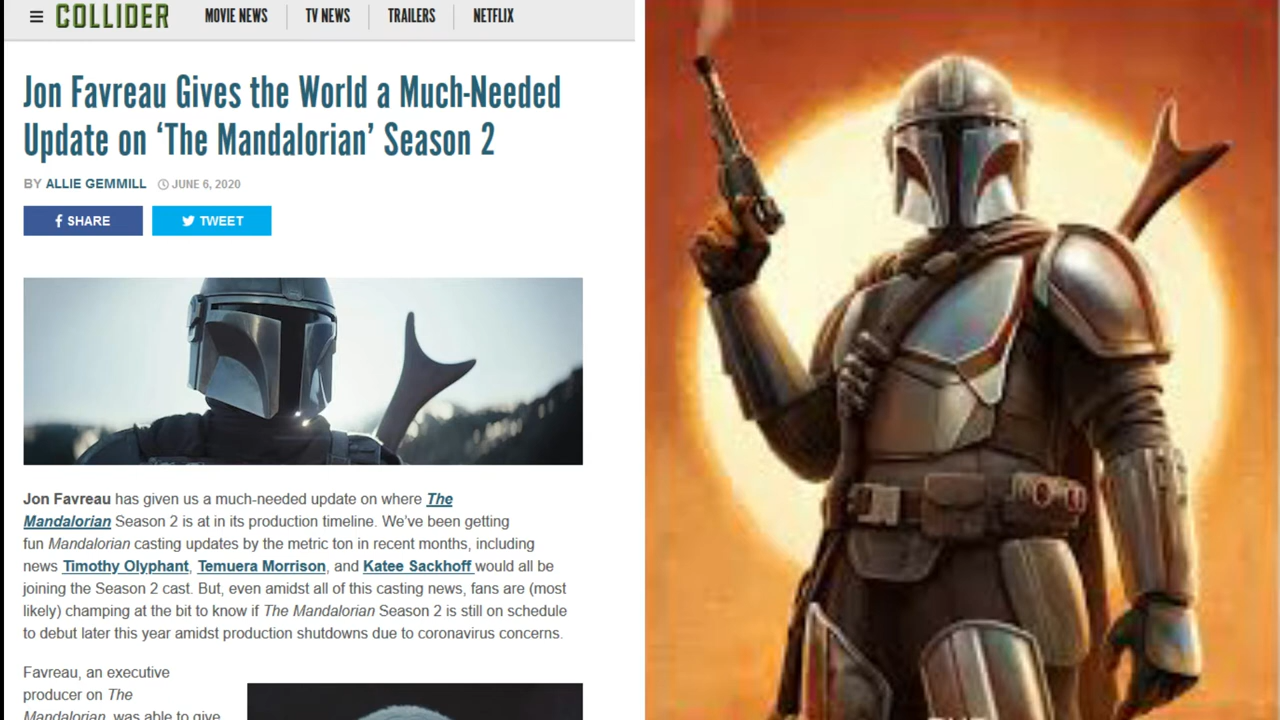 COLLIDER MOVIE NEWS TV NEWS TRAILERS NETFLIX
Jon Favreau Gives the World a Much-Needed
Update on ‘The Mandalorian’ Season 2
BY ALLIE GEMMILL JUNE 6, 2020
SHARE TWEET
Jon Favreau has given us a much-needed update on where The
Mandalorian Season 2 is at in its production timeline. We’ve been getting
fun Mandalorian casting updates by the metric ton in recent months, including
news Timothy Olyphant, Temuera Morrison, and Katee Sackhoff would all be
joining the Season 2 cast. But, even amidst all of this casting news, fans are (most
likely) champing at the bit to know if The Mandalorian Season 2 is still on schedule
to debut later this year amidst production shutdowns due to coronavirus concerns.
Favreau, an executive
producer on The
Mandalorian, was able to give